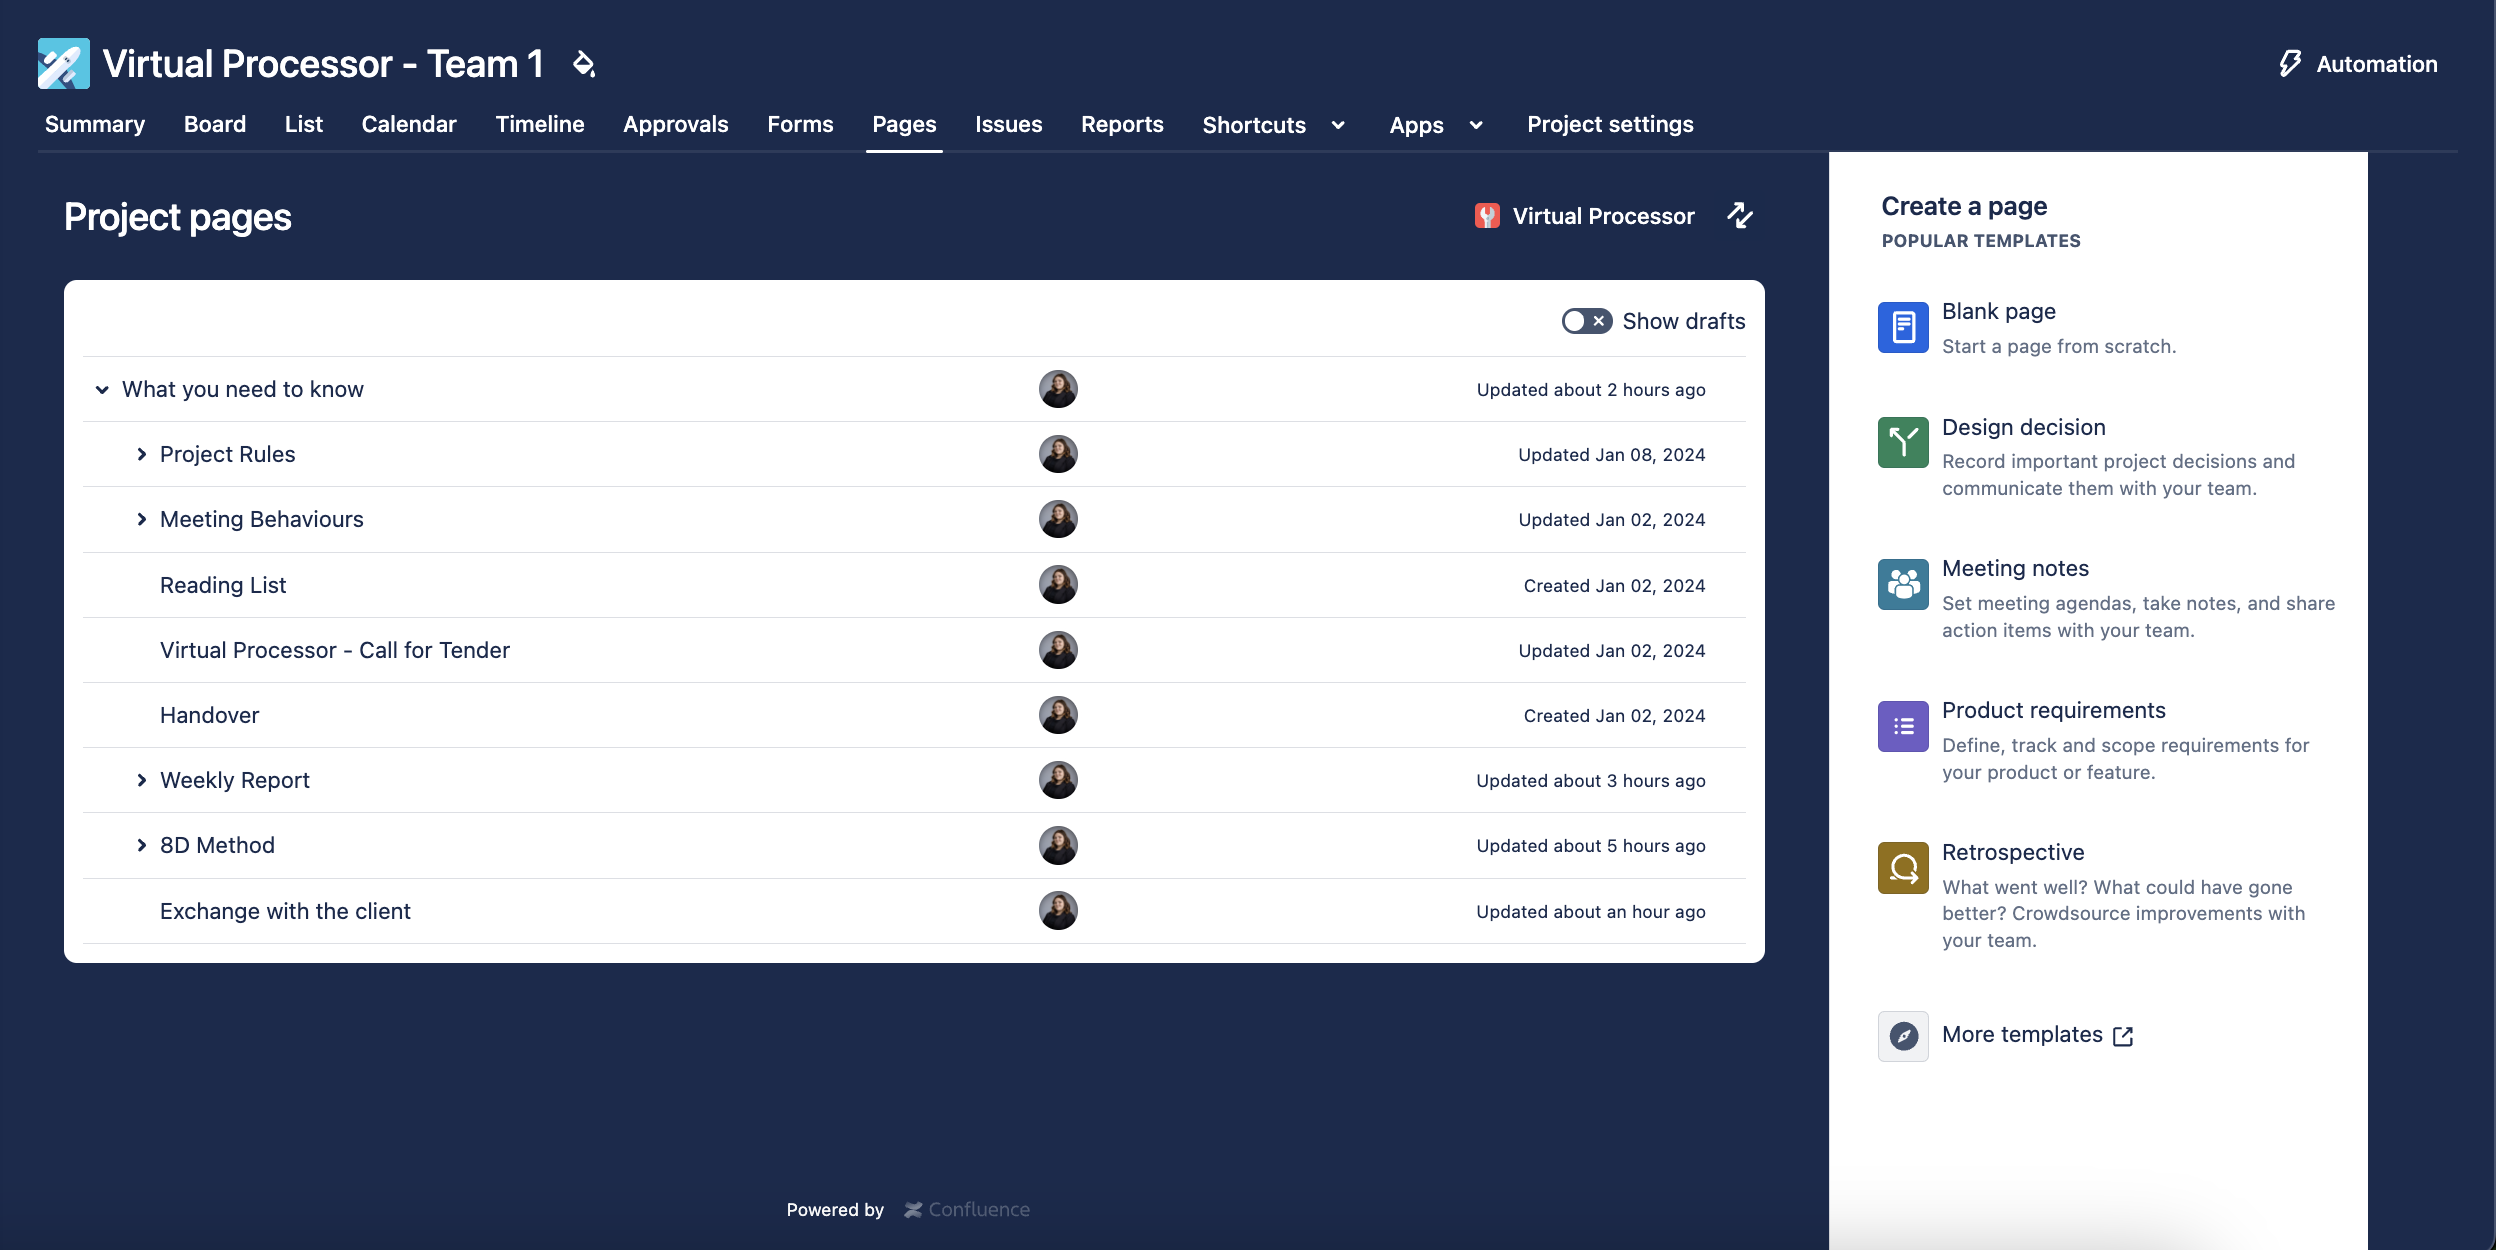 Virtual Processor - Team 1
Automation
Summary Board List Calendar Timeline Approvals Forms Pages Issues Reports Shortcuts Apps Project settings
Project pages
Virtual Processor
Show drafts
What you need to know Updated about 2 hours ago
Project Rules Updated Jan 08, 2024
Meeting Behaviours Updated Jan 02, 2024
Reading List Created Jan 02, 2024
Virtual Processor - Call for Tender Updated Jan 02, 2024
Handover Created Jan 02, 2024
Weekly Report Updated about 3 hours ago
8D Method Updated about 5 hours ago
Exchange with the client Updated about an hour ago
Powered by Confluence
Create a page
POPULAR TEMPLATES
Blank page
Start a page from scratch.
Design decision
Record important project decisions and
communicate them with your team.
Meeting notes
Set meeting agendas, take notes, and share
action items with your team.
Product requirements
Define, track and scope requirements for
your product or feature.
Retrospective
What went well? What could have gone
better? Crowdsource improvements with
your team.
More templates